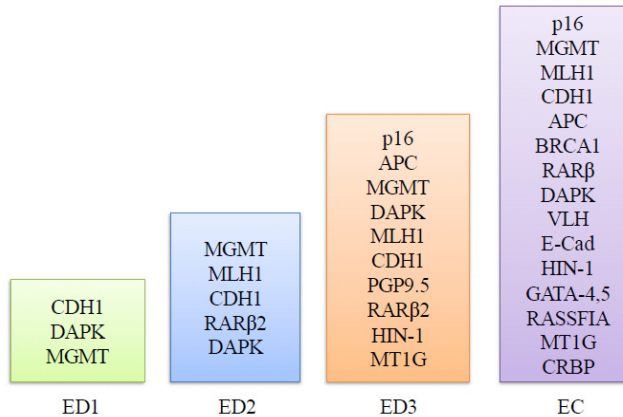 CDH1
DAPK
MGMT
ED1
MGMT
MLH1
CDH1
RARβ2
DAPK
ED2
p16
APC
MGMT
DAPK
MLH1
CDH1
PGP9.5
RARβ2
HIN-1
MT1G
ED3
p16
MGMT
MLH1
CDH1
APC
BRCA1
RARβ
DAPK
VLH
E-Cad
HIN-1
GATA-4,5
RASSFIA
MT1G
CRBP
EC